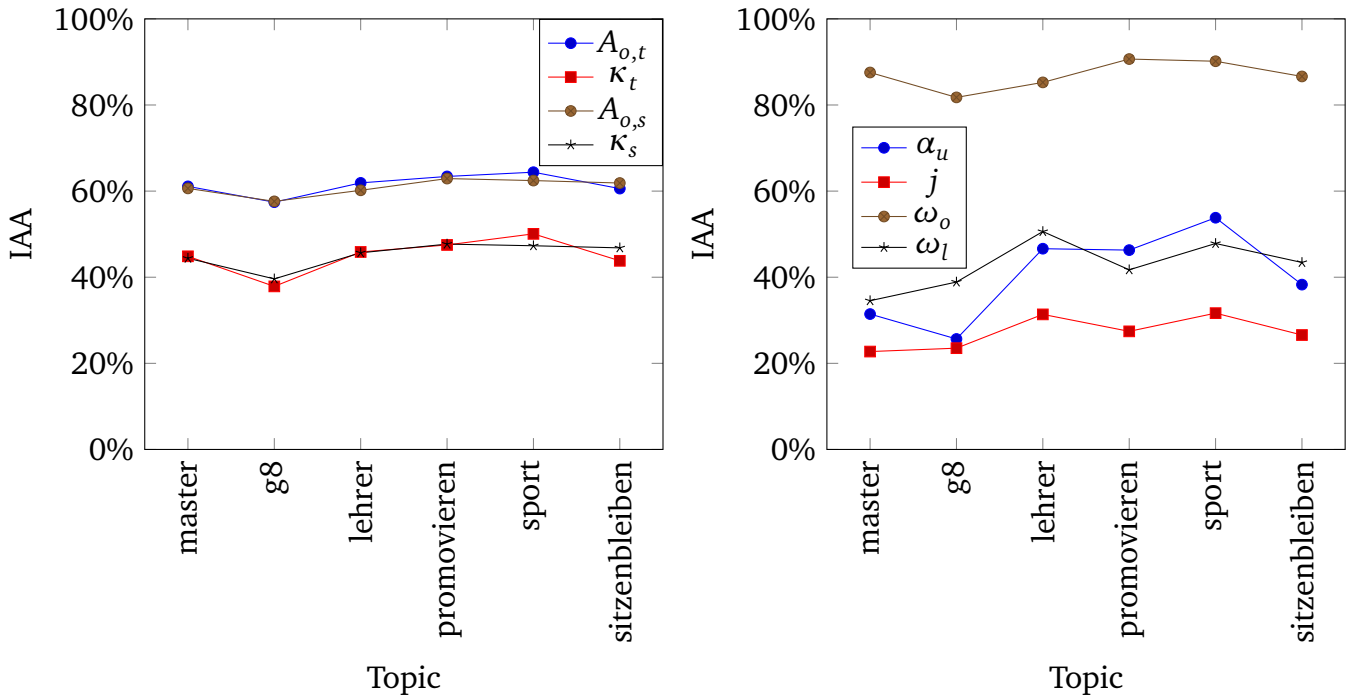 100%
80%
60%
40%
20%
0%
IAA
A_{o,t}
κ_t
A_{o,s}
κ_s
master
g8
lehrer
promovieren
sport
sitzenbleiben
Topic
100%
80%
60%
40%
20%
0%
IAA
α_u
j
ω_o
ω_l
master
g8
lehrer
promovieren
sport
sitzenbleiben
Topic